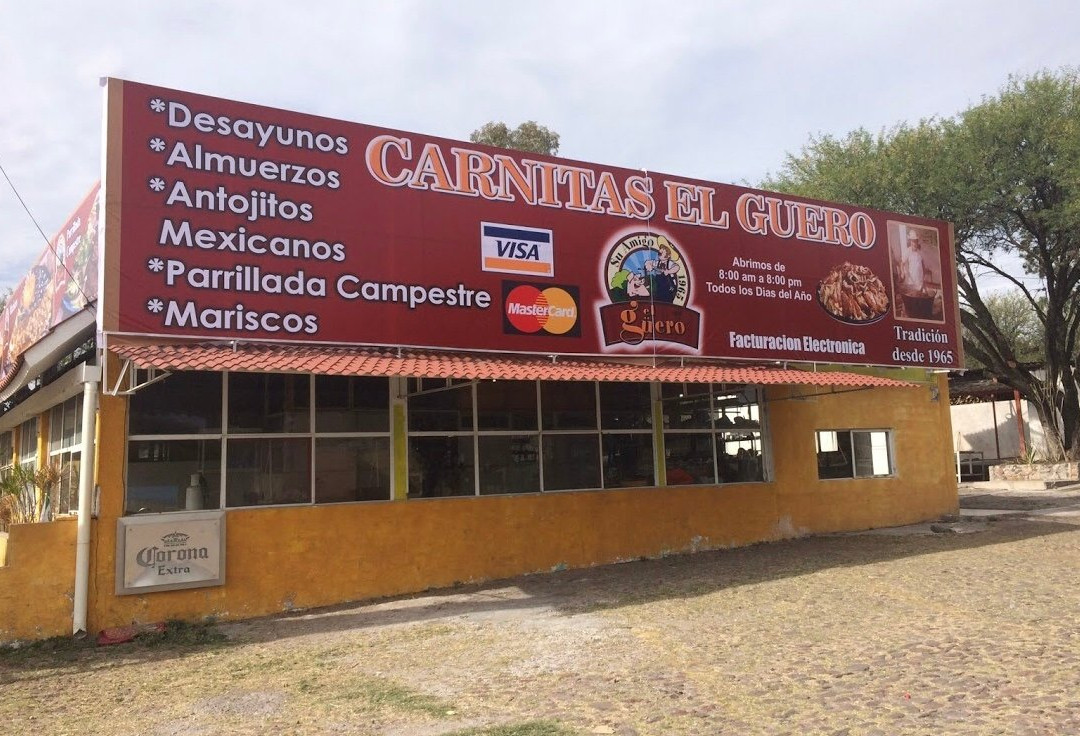 *Desayunos
*Almuerzos
*Antojitos
Mexicanos
*Parrillada Campestre
*Mariscos
CARNITAS EL GUERO
VISA
MasterCard
Su Amigo
1965
el
güero
Abrimos de
8:00 am a 8:00 pm
Todos los Dias del Año
Facturacion Electronica
Tradición
desde 1965
Corona
Extra